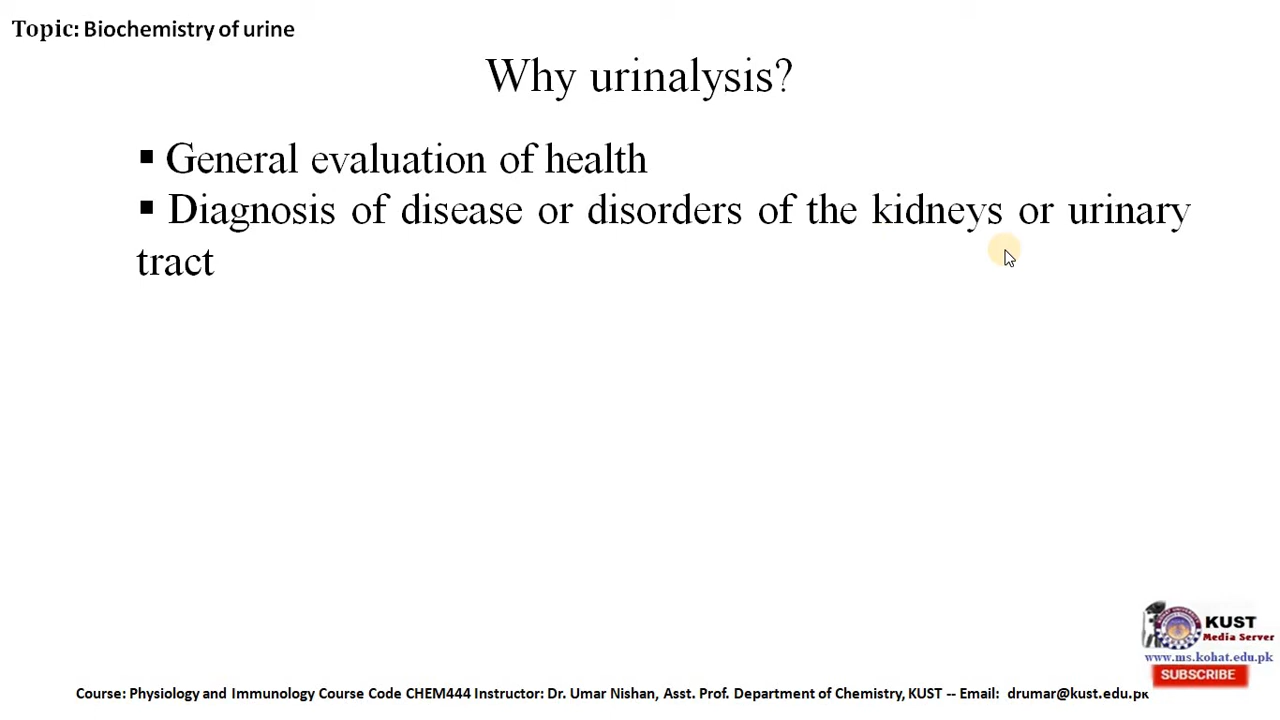 Topic: Biochemistry of urine
Why urinalysis?
▪ General evaluation of health
▪ Diagnosis of disease or disorders of the kidneys or urinary
tract
KUST
Media Server
www.ms.kohat.edu.pk
SUBSCRIBE
Course: Physiology and Immunology Course Code CHEM444 Instructor: Dr. Umar Nishan, Asst. Prof. Department of Chemistry, KUST -- Email: drumar@kust.edu.pk